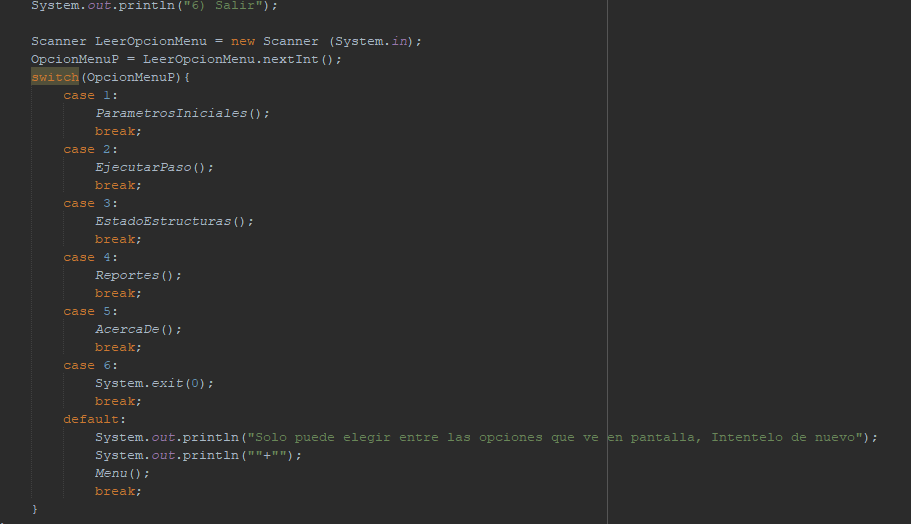 System.out.println("6) Salir");
Scanner LeerOpcionMenu = new Scanner (System.in);
OpcionMenuP = LeerOpcionMenu.nextInt();
switch(OpcionMenuP){
case 1:
ParametrosIniciales();
break;
case 2:
EjecutarPaso();
break;
case 3:
EstadoEstructuras();
break;
case 4:
Reportes();
break;
case 5:
AcercaDe();
break;
case 6:
System.exit(0);
break;
default:
System.out.println("Solo puede elegir entre las opciones que ve en pantalla, Intentelo de nuevo");
System.out.println(""+"");
Menu();
break;
}